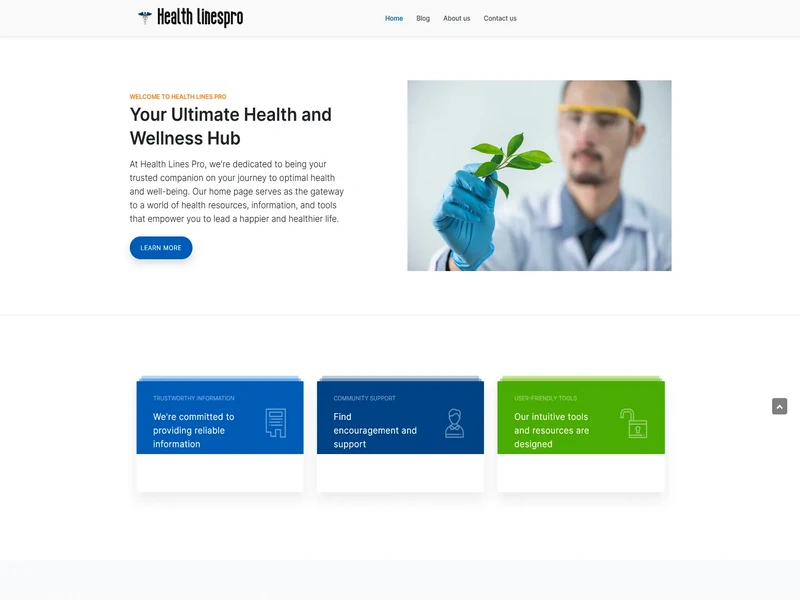 Health linespro
Home
Blog
About us
Contact us
WELCOME TO HEALTH LINES PRO
Your Ultimate Health and
Wellness Hub
At Health Lines Pro, we're dedicated to being your
trusted companion on your journey to optimal health
and well-being. Our home page serves as the gateway
to a world of health resources, information, and tools
that empower you to lead a happier and healthier life.
LEARN MORE
TRUSTWORTHY INFORMATION
We're committed to
providing reliable
information
COMMUNITY SUPPORT
Find
encouragement and
support
USER-FRIENDLY TOOLS
Our intuitive tools
and resources are
designed